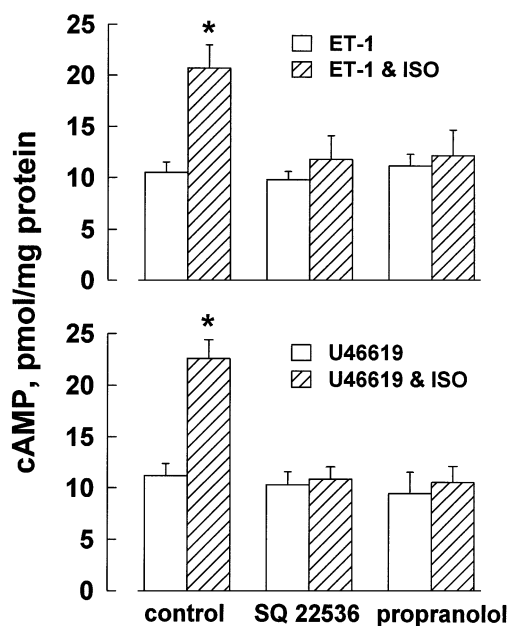 cAMP, pmol/mg protein
25
20
15
10
5
0
*
ET-1
ET-1 & ISO
25
20
15
10
5
0
*
U46619
U46619 & ISO
control SQ 22536 propranolol